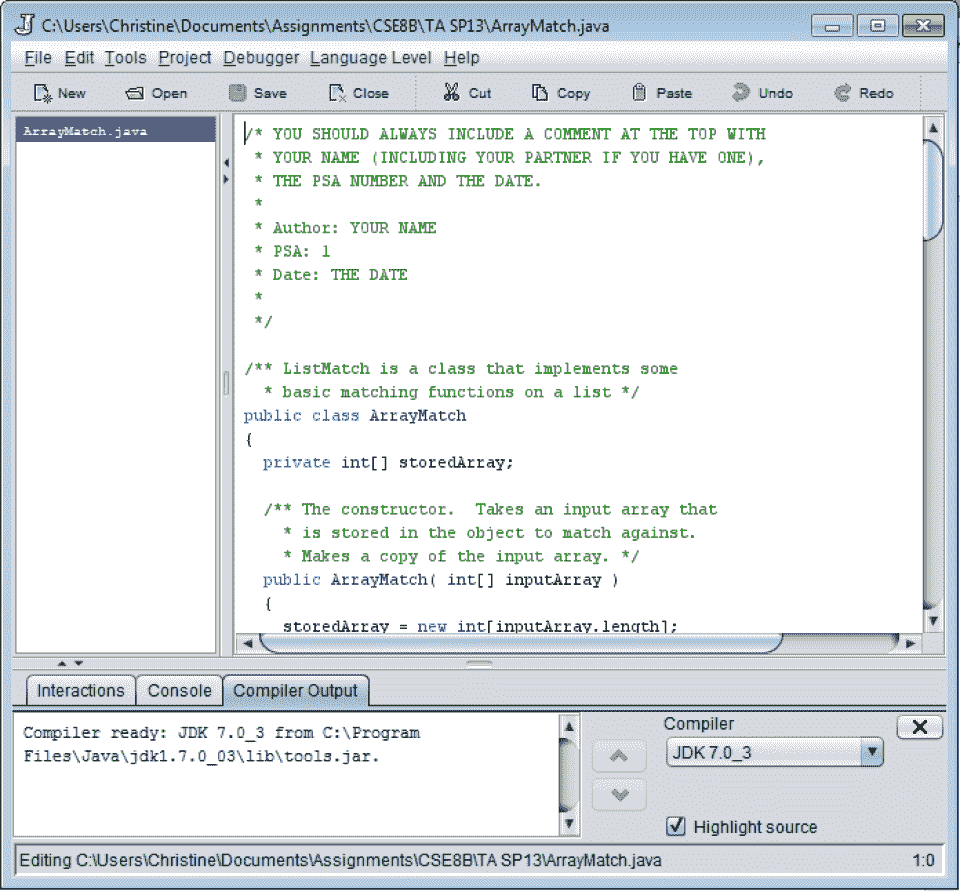 C:\Users\Christine\Documents\Assignments\CSE8B\TA SP13\ArrayMatch.java
File Edit Tools Project Debugger Language Level Help
New Open Save Close Cut Copy Paste Undo Redo
ArrayMatch.java
/* YOU SHOULD ALWAYS INCLUDE A COMMENT AT THE TOP WITH
* YOUR NAME (INCLUDING YOUR PARTNER IF YOU HAVE ONE),
* THE PSA NUMBER AND THE DATE.
*
* Author: YOUR NAME
* PSA: 1
* Date: THE DATE
*
*/
/** ListMatch is a class that implements some
* basic matching functions on a list */
public class ArrayMatch
{
private int[] storedArray;
/** The constructor.  Takes an input array that
* is stored in the object to match against.
* Makes a copy of the input array. */
public ArrayMatch( int[] inputArray )
{
storedArray = new int[inputArray.length];
Interactions Console Compiler Output
Compiler ready: JDK 7.0_3 from C:\Program
Files\Java\jdk1.7.0_03\lib\tools.jar.
Compiler
JDK 7.0_3
Highlight source
Editing C:\Users\Christine\Documents\Assignments\CSE8B\TA SP13\ArrayMatch.java 1:0